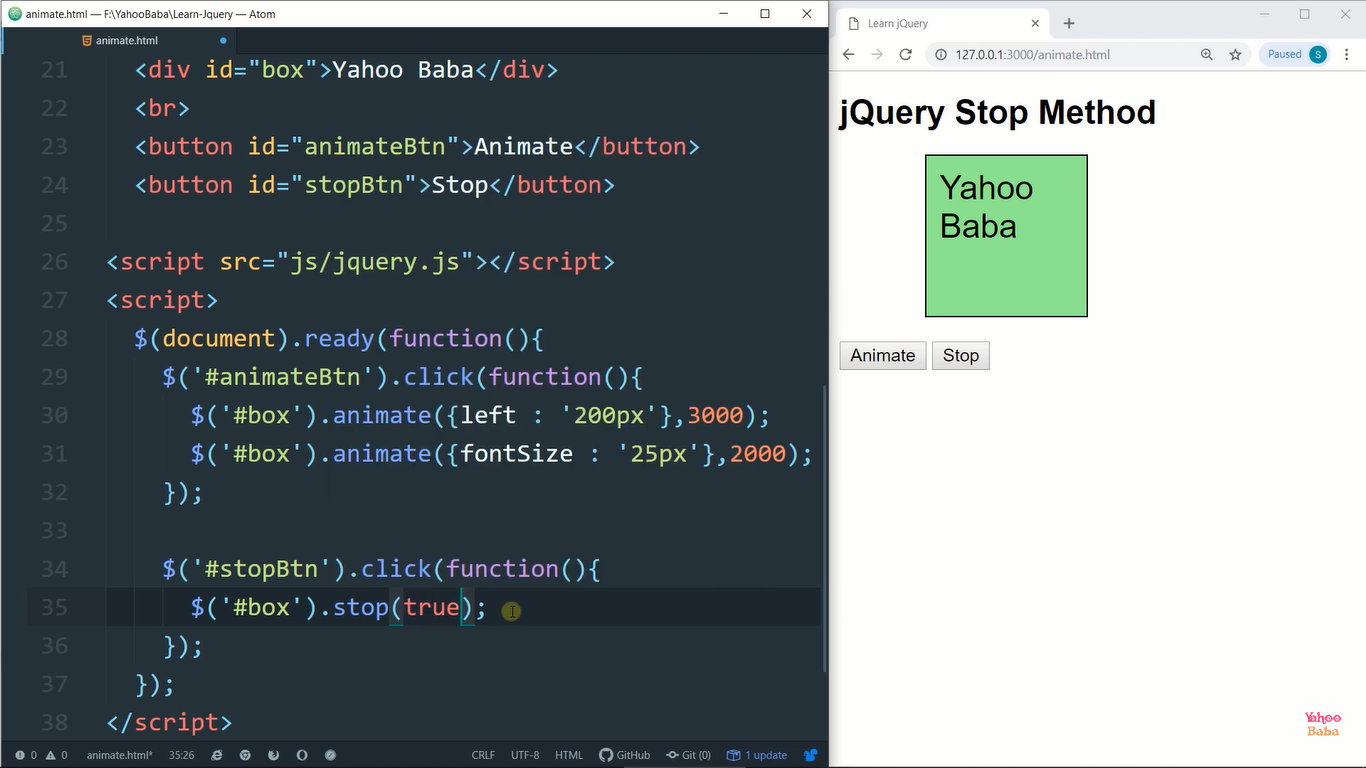 animate.html — F:\YahooBaba\Learn-Jquery — Atom
animate.html
21 <div id="box">Yahoo Baba</div>
22 <br>
23 <button id="animateBtn">Animate</button>
24 <button id="stopBtn">Stop</button>
25
26 <script src="js/jquery.js"></script>
27 <script>
28 $(document).ready(function(){
29 $('#animateBtn').click(function(){
30 $('#box').animate({left : '200px'},3000);
31 $('#box').animate({fontSize : '25px'},2000);
32 });
33
34 $('#stopBtn').click(function(){
35 $('#box').stop(true);
36 });
37 });
38 </script>
0 0 animate.html* 35:26 CRLF UTF-8 HTML GitHub Git (0) 1 update
Learn jQuery
127.0.0.1:3000/animate.html Paused S
jQuery Stop Method
Yahoo
Baba
Animate Stop
Yahoo
Baba